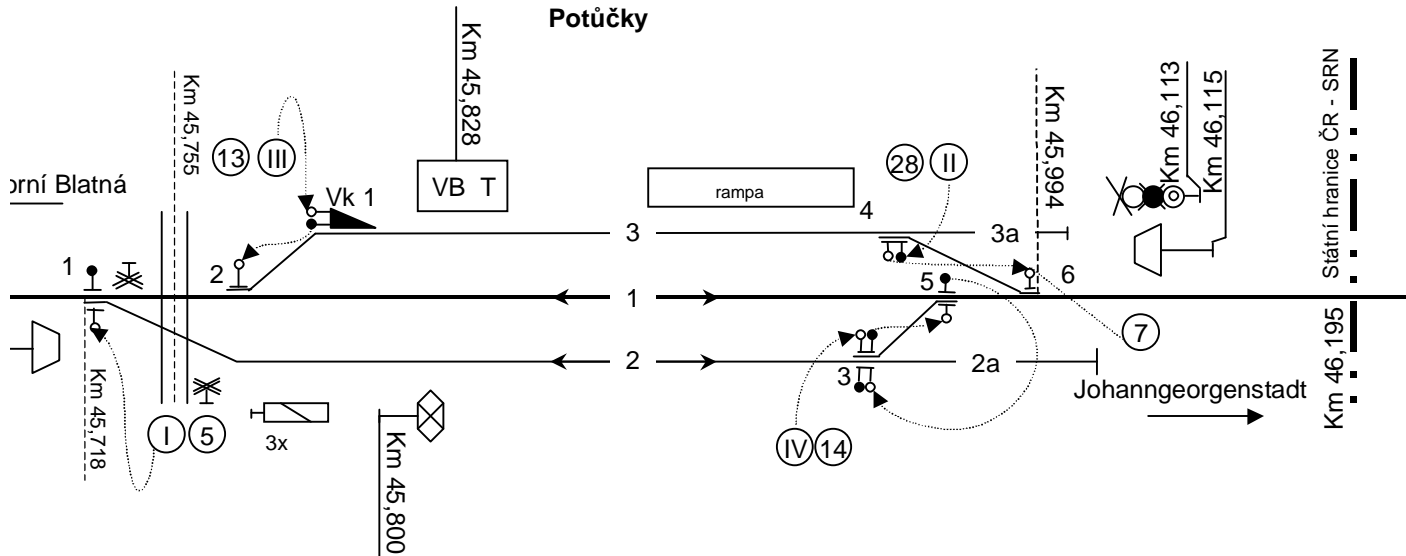 Potůčky
Km 45,755
Km 45,828
Km 45,994
Km 46,113
Km 46,115
Státní hranice ČR - SRN
13 III
28 II
orní Blatná
VB T
rampa
Vk 1
4
3
3a
1
2
5
6
1
7
2
3
2a
Johanngeorgenstadt
Km 46,195
Km 45,718
I 5
3x
Km 45,800
IV 14